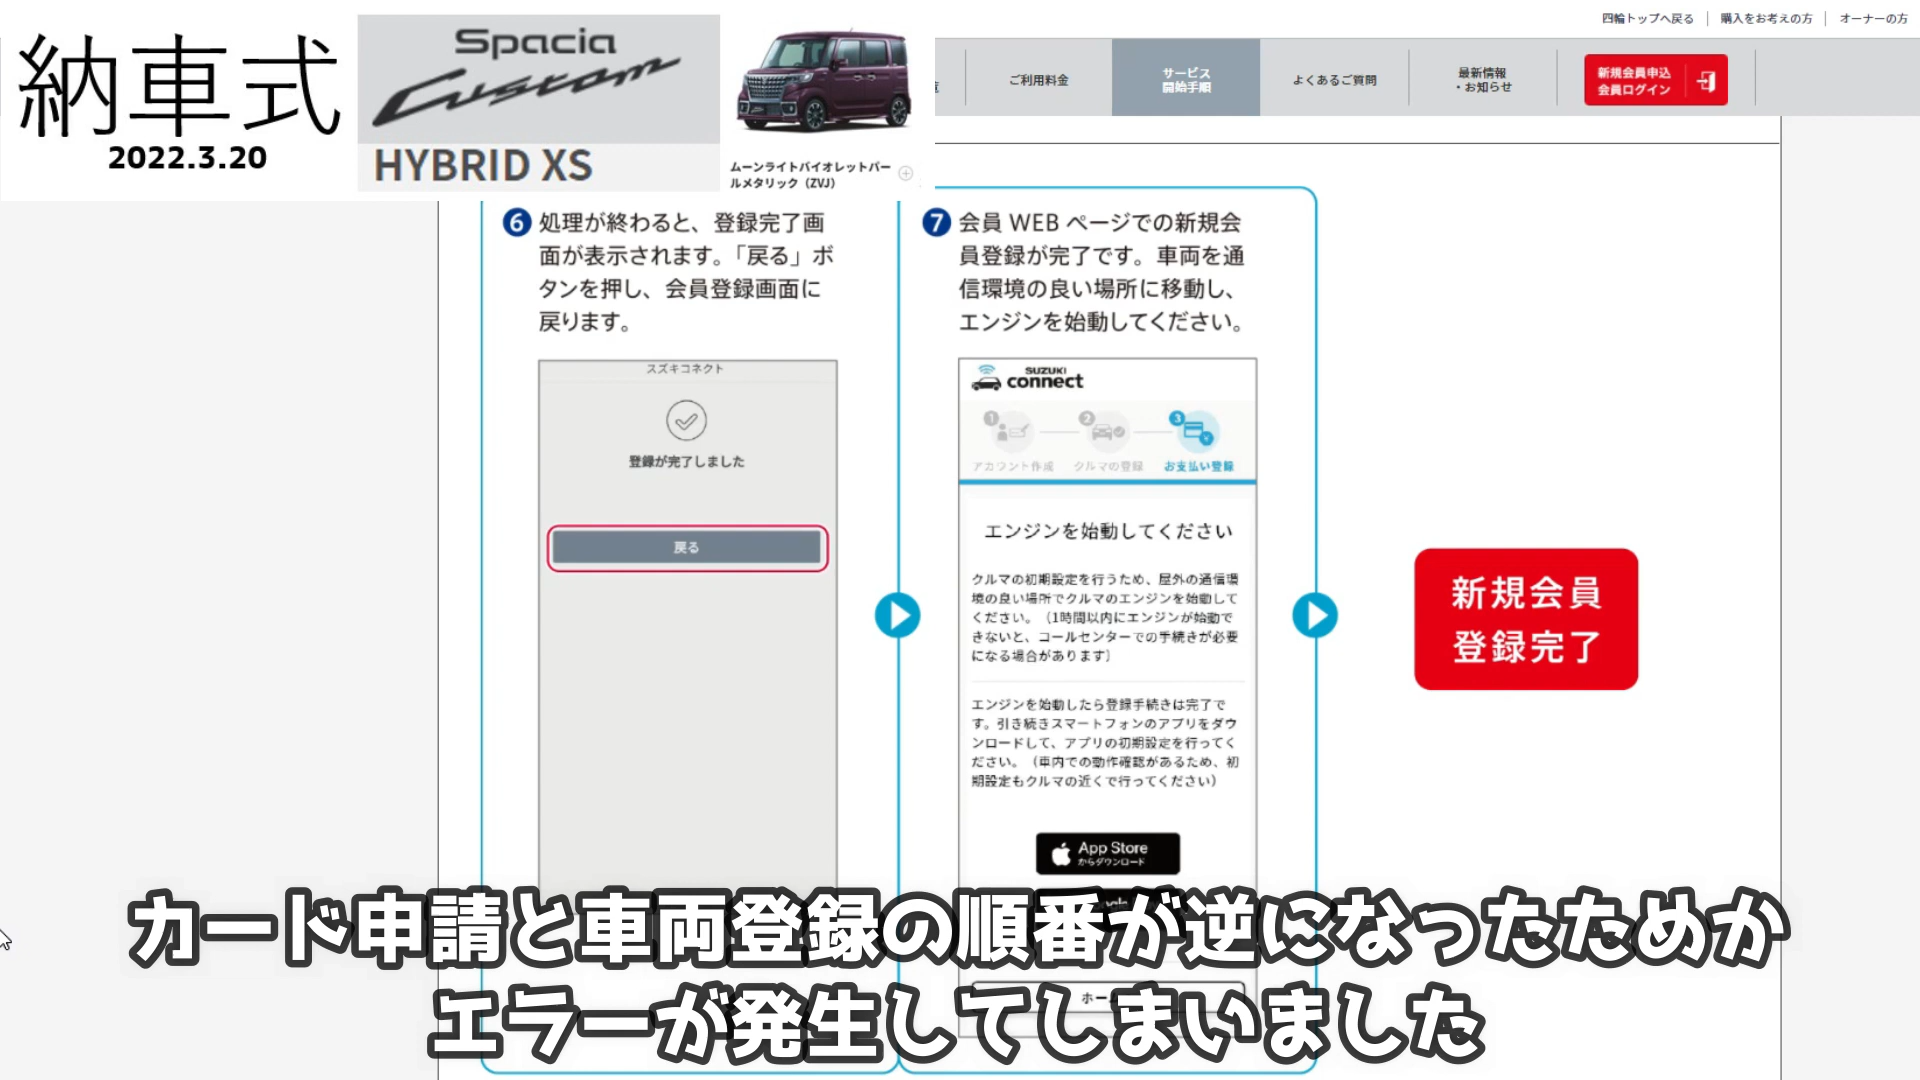 納車式
2022.3.20
Spacia
Custom
HYBRID XS
ムーンライトバイオレットパー
ルメタリック（ZVJ）
四輪トップへ戻る
購入をお考えの方
オーナーの方
ご利用料金
サービス
開始手順
よくあるご質問
最新情報
・お知らせ
新規会員申込
会員ログイン
6 処理が終わると、登録完了画
面が表示されます。「戻る」ボ
タンを押し、会員登録画面に
戻ります。
スズキコネクト
登録が完了しました
戻る
7 会員 WEB ページでの新規会
員登録が完了です。車両を通
信環境の良い場所に移動し、
エンジンを始動してください。
SUZUKI
connect
1 2 3
アカウント作成 クルマの登録 お支払い登録
エンジンを始動してください
クルマの初期設定を行うため、屋外の通信環
境の良い場所でクルマのエンジンを始動して
ください。（1時間以内にエンジンが始動で
きないと、コールセンターでの手続きが必要
になる場合があります）
エンジンを始動したら登録手続きは完了で
す。引き続きスマートフォンのアプリをダウ
ンロードして、アプリの初期設定を行ってく
ださい。（車内での動作確認があるため、初
期設定もクルマの近くで行ってください）
App Store
からダウンロード
新規会員
登録完了
カード申請と車両登録の順番が逆になったためか
エラーが発生してしまいました